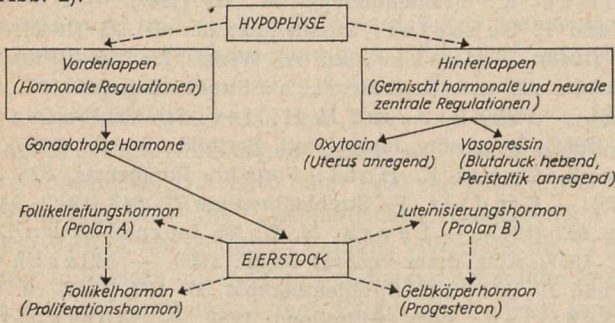 HYPOPHYSE
Vorderlappen
(Hormonale Regulationen)
Hinterlappen
(Gemischt hormonale und neurale
zentrale Regulationen)
Gonadotrope Hormone
Oxytocin
(Uterus anregend)
Vasopressin
(Blutdruck hebend,
Peristaltik anregend)
Follikelreifungshormon
(Prolan A)
Luteinisierungshormon
(Prolan B)
EIERSTOCK
Follikelhormon
(Proliferationshormon)
Gelbkörperhormon
(Progesteron)